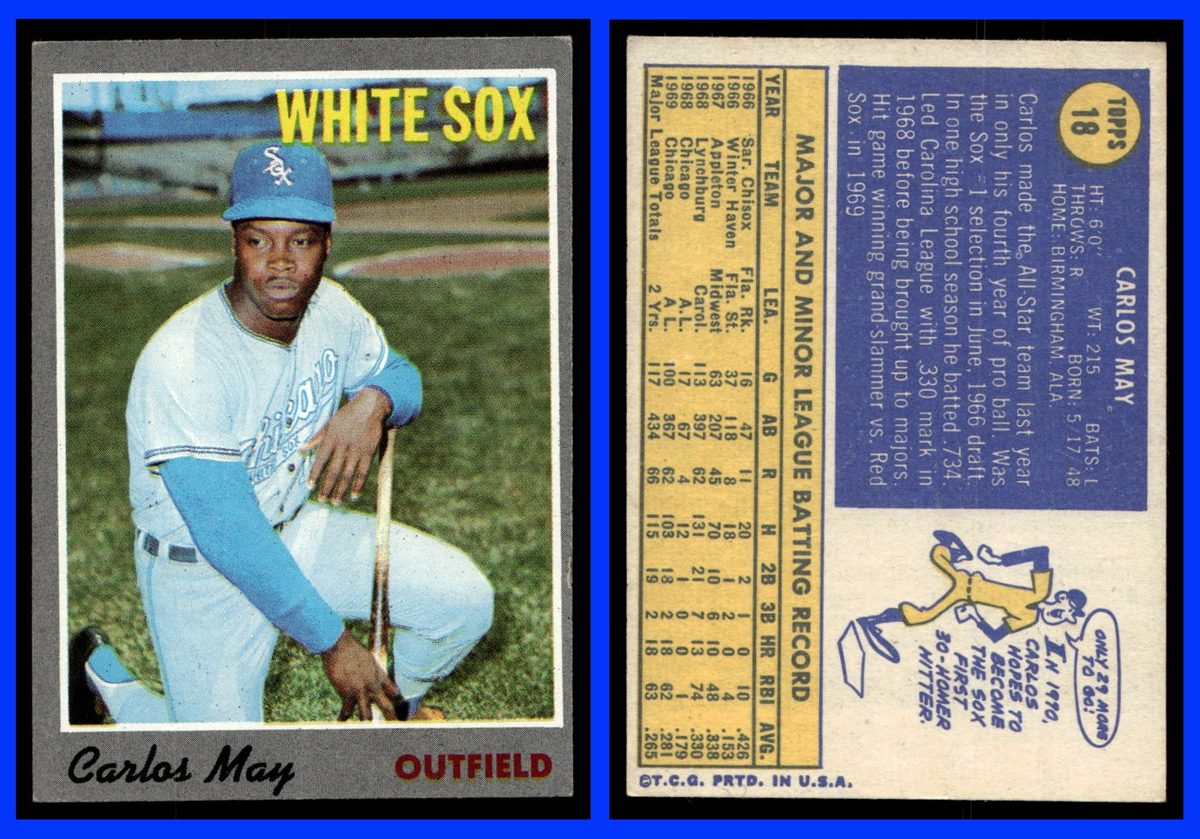 WHITE SOX
SOX
Chicago
WHITE SOX
Carlos May
OUTFIELD
TOPPS
18
CARLOS MAY
HT: 6'0" WT: 215 BATS: L
THROWS: R BORN: 5/17/48
HOME: BIRMINGHAM, ALA.
Carlos made the All-Star team last year
in only his fourth year of pro ball. Was
the Sox #1 selection in June, 1966 draft.
In one high school season he batted .734.
Led Carolina League with .330 mark in
1968 before being brought up to majors.
Hit game winning grand slammer vs. Red
Sox in 1969.
ONLY 29 MORE
TO GO!
IN 1970,
CARLOS
HOPES TO
BECOME
THE SOX
FIRST
30-HOMER
HITTER.
MAJOR AND MINOR LEAGUE BATTING RECORD
YEAR TEAM LEA. G AB R H 2B 3B HR RBI AVG.
1966 Sar. Chisox Fla. Rk. 16 47 11 20 2 1 0 10 .426
1966 Winter Haven Fla. St. 37 118 8 18 1 2 0 4 .153
1967 Appleton Midwest 63 207 45 70 10 6 10 48 .338
1968 Lynchburg Carol. 113 397 62 131 21 7 13 74 .330
1968 Chicago A. L. 17 67 4 12 1 0 0 1 .179
1969 Chicago A. L. 100 367 62 103 18 2 18 62 .281
Major League Totals 2 Yrs. 117 434 66 115 19 2 18 63 .265
©T.C.G. PRTD. IN U.S.A.